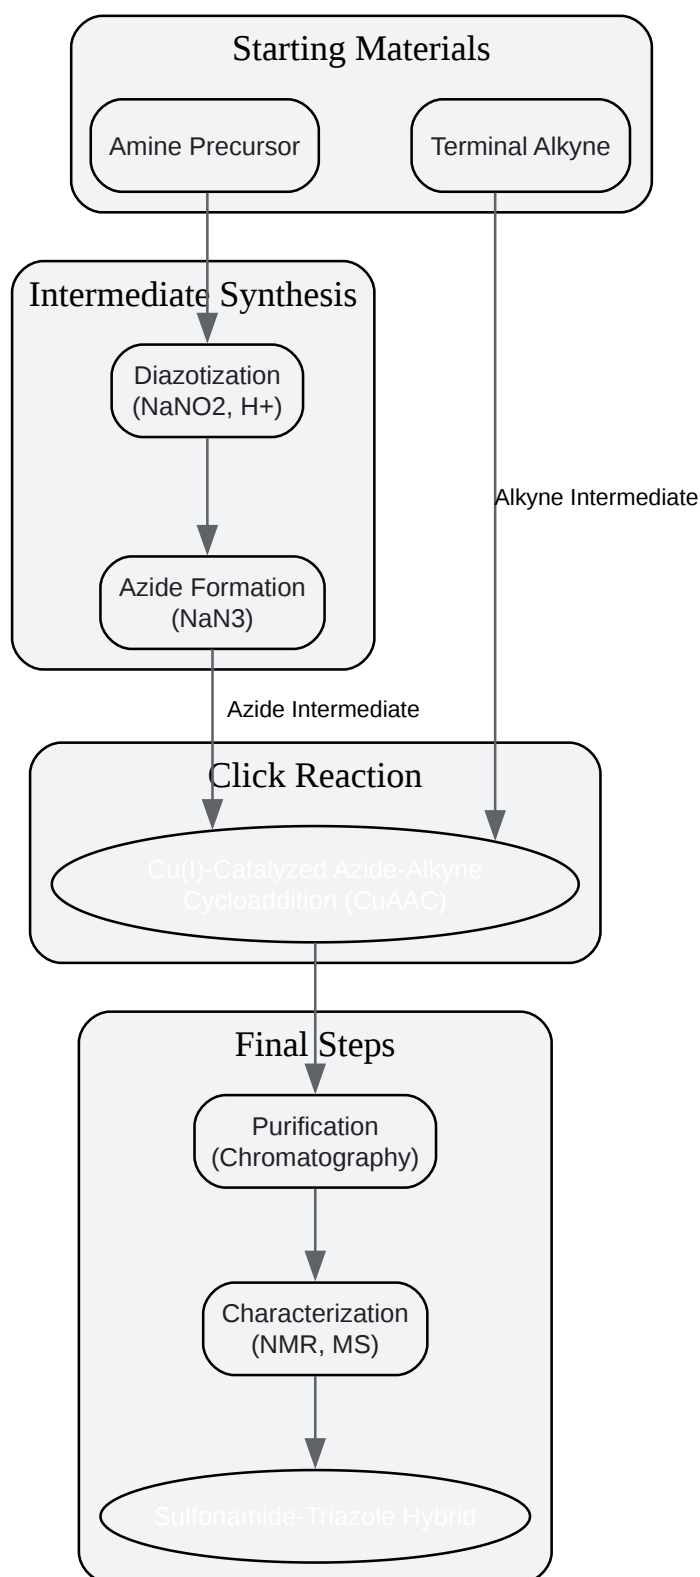 Starting Materials
Amine Precursor
Terminal Alkyne
Intermediate Synthesis
Diazotization
(NaNO2, H+)
Alkyne Intermediate
Azide Formation
(NaN3)
Azide Intermediate
Click Reaction
Cu(I)-Catalyzed Azide-Alkyne
Cycloaddition (CuAAC)
Final Steps
Purification
(Chromatography)
Characterization
(NMR, MS)
Sulfonamide-Triazole Hybrid